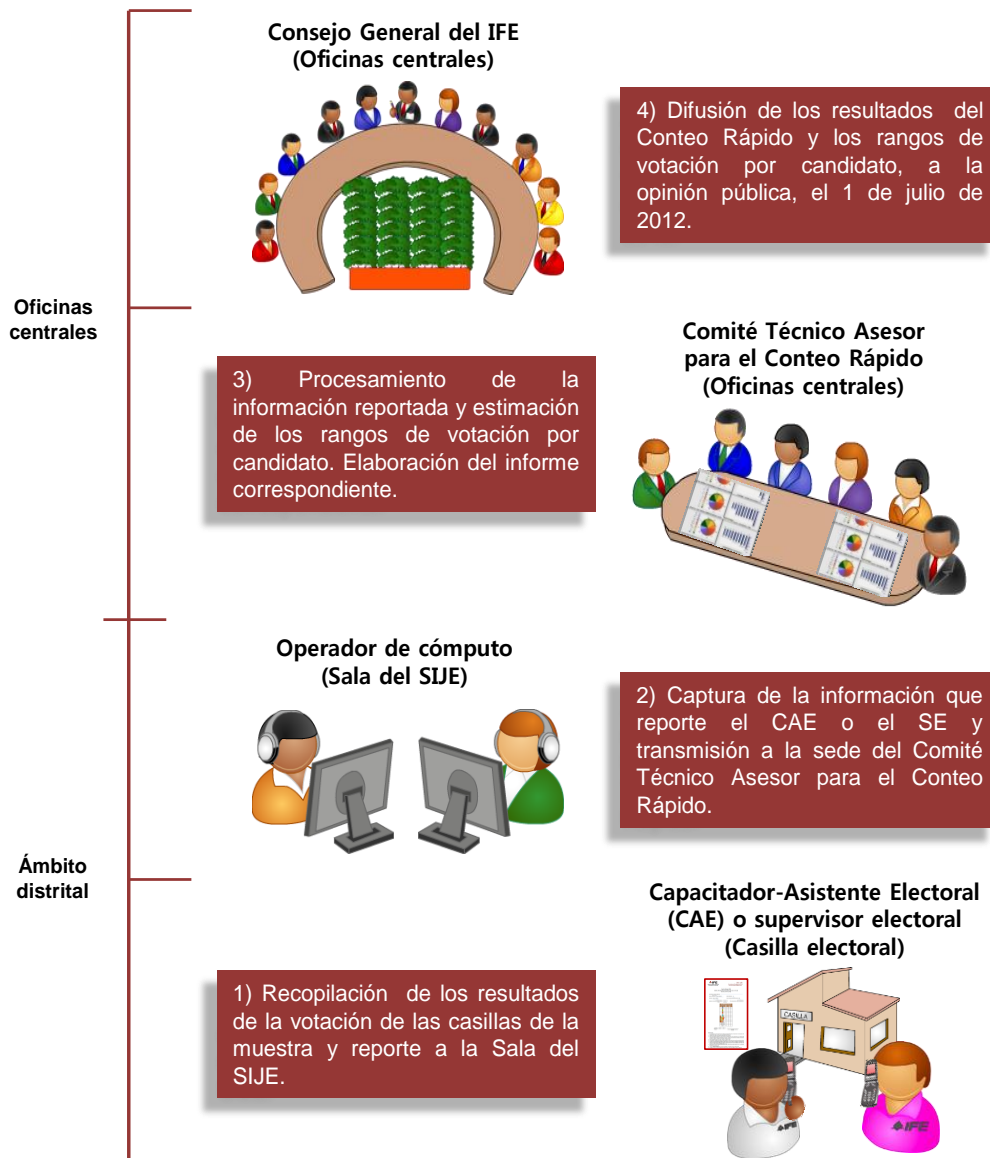 Consejo General del IFE
(Oficinas centrales)
4) Difusión de los resultados del
Conteo Rápido y los rangos de
votación por candidato, a la
opinión pública, el 1 de julio de
2012.
Oficinas
centrales
Comité Técnico Asesor
para el Conteo Rápido
(Oficinas centrales)
3) Procesamiento de la
información reportada y estimación
de los rangos de votación por
candidato. Elaboración del informe
correspondiente.
Operador de cómputo
(Sala del SIJE)
2) Captura de la información que
reporte el CAE o el SE y
transmisión a la sede del Comité
Técnico Asesor para el Conteo
Rápido.
Ámbito
distrital
Capacitador-Asistente Electoral
(CAE) o supervisor electoral
(Casilla electoral)
1) Recopilación de los resultados
de la votación de las casillas de la
muestra y reporte a la Sala del
SIJE.
CASILLA
IFE
IFE